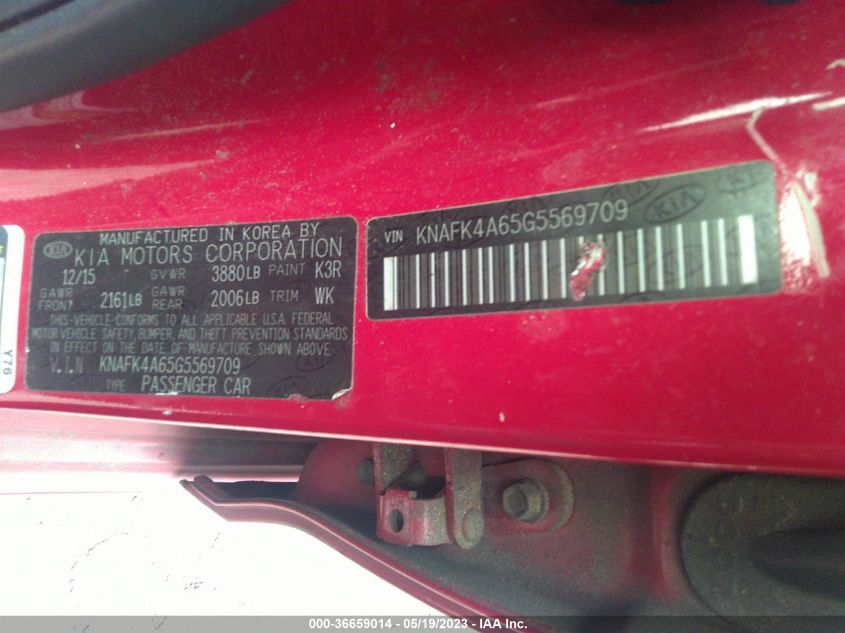 VIN KNAFK4A65G5569709
KIA
KIA
MANUFACTURED IN KOREA BY
KIA MOTORS CORPORATION
12/15 GVWR 3880LB PAINT K3R
GAWR FRONT 2161LB GAWR REAR 2006LB TRIM WK
THIS VEHICLE CONFORMS TO ALL APPLICABLE U.S.A. FEDERAL
MOTOR VEHICLE SAFETY, BUMPER, AND THEFT PREVENTION STANDARDS
IN EFFECT ON THE DATE OF MANUFACTURE SHOWN ABOVE
V.I.N KNAFK4A65G5569709
TYPE PASSENGER CAR
Y76
000-36659014 - 05/19/2023 - IAA Inc.